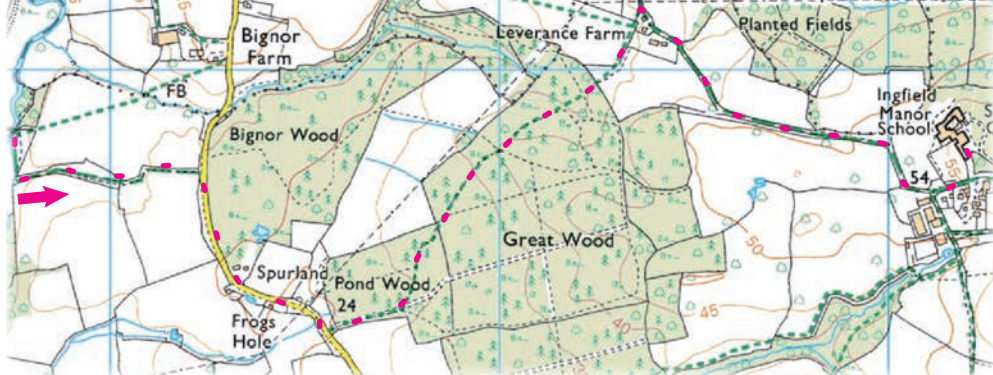 Bignor
Farm
FB
Bignor Wood
Leverance Farm
Planted Fields
Ingfield
Manor
School
S
54
55
Great Wood
50
45
40
Spurland
Pond Wood
24
Frogs
Hole